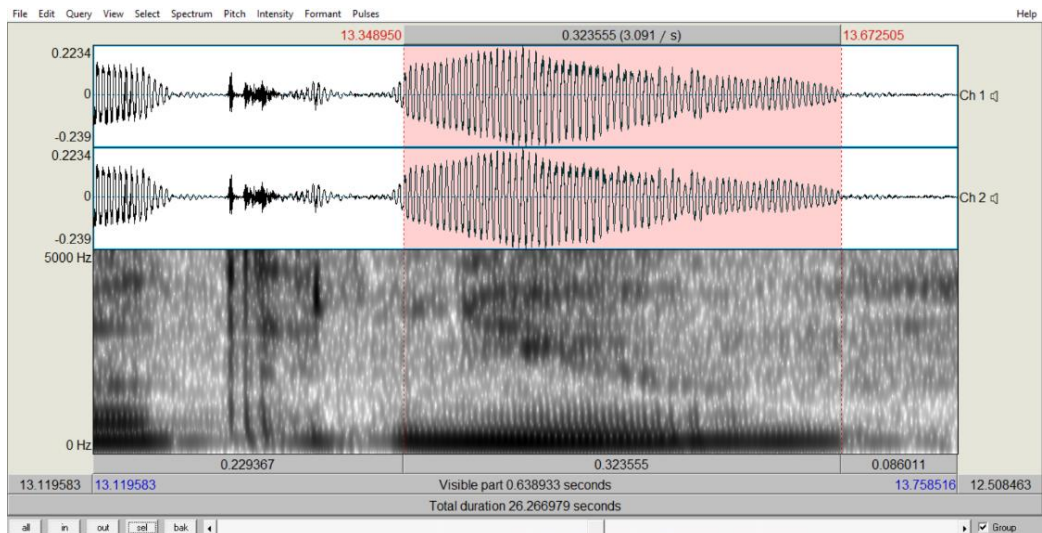 File Edit Query View Select Spectrum Pitch Intensity Formant Pulses Help
13.348950 0.323555 (3.091 / s) 13.672505
0.2234
0 Ch 1
-0.239
0.2234
0 Ch 2
-0.239
5000 Hz
0 Hz
0.229367 0.323555 0.086011
13.119583 13.119583 Visible part 0.638933 seconds 13.758516 12.508463
Total duration 26.266979 seconds
all in out sel bak Group